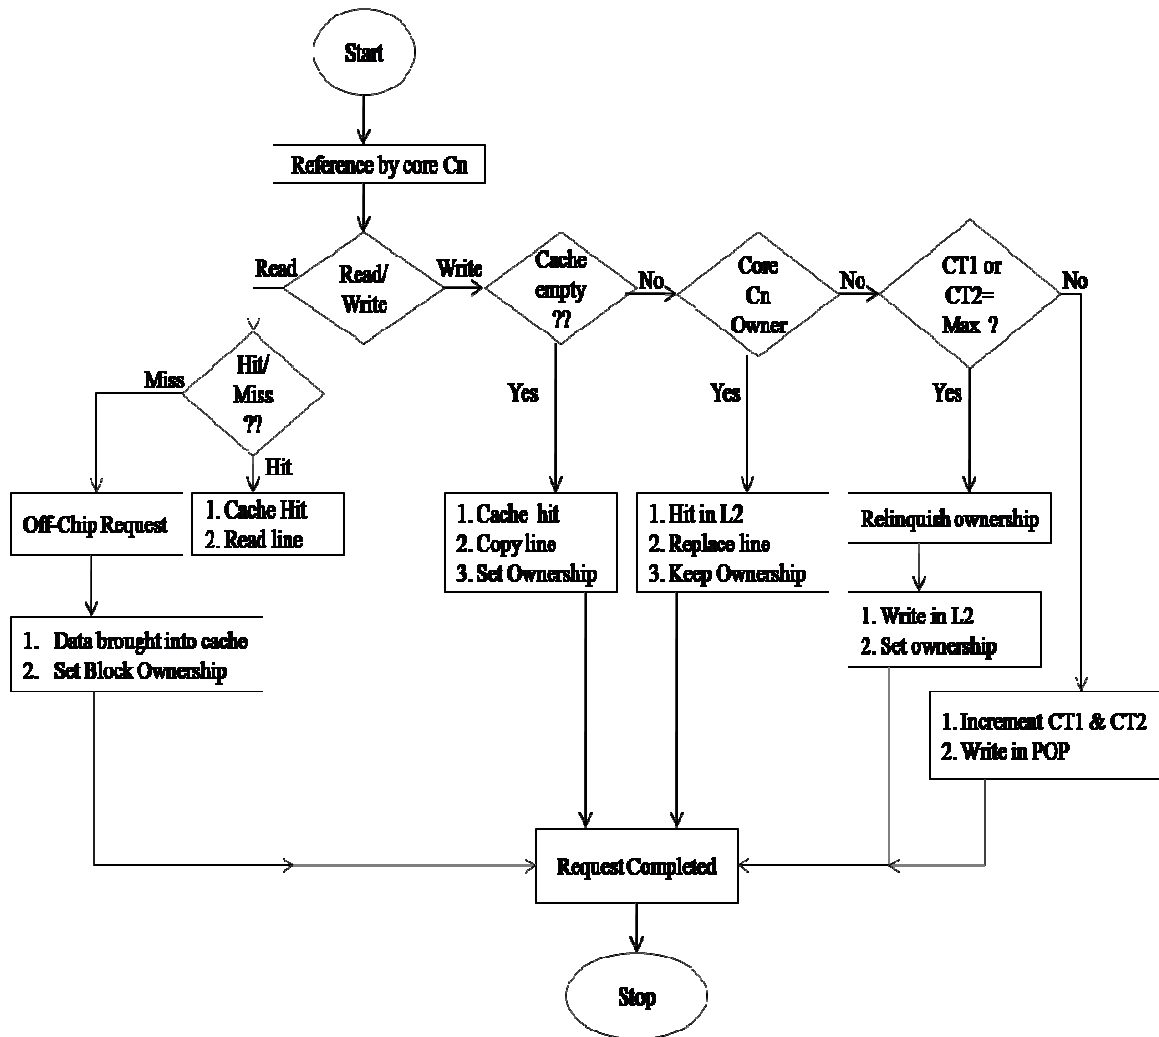 Start
Reference by core Cn
Read
Read/
Write
Write
Cache
empty
??
No
Core
Cn
Owner
No
CT1 or
CT2=
Max ?
No
Miss
Hit/
Miss
??
Hit
Yes
Yes
Yes
Off-Chip Request
1. Cache Hit
2. Read line
1. Cache hit
2. Copy line
3. Set Ownership
1. Hit in L2
2. Replace line
3. Keep Ownership
Relinquish ownership
1. Data brought into cache
2. Set Block Ownership
1. Write in L2
2. Set ownership
1. Increment CT1 & CT2
2. Write in POP
Request Completed
Stop